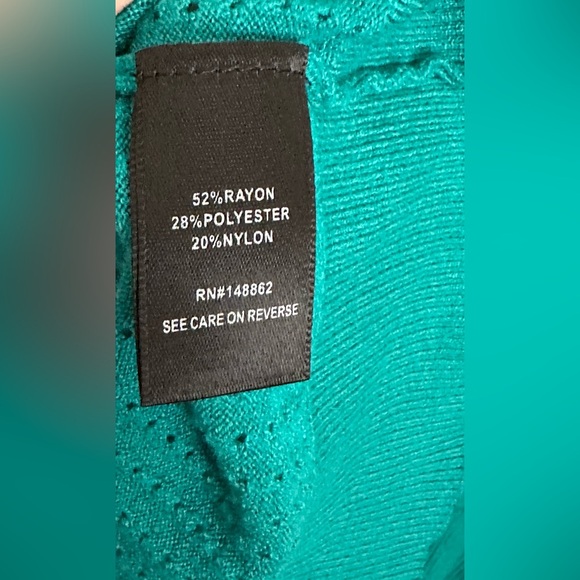 52%RAYON
28%POLYESTER
20%NYLON
RN#148862
SEE CARE ON REVERSE